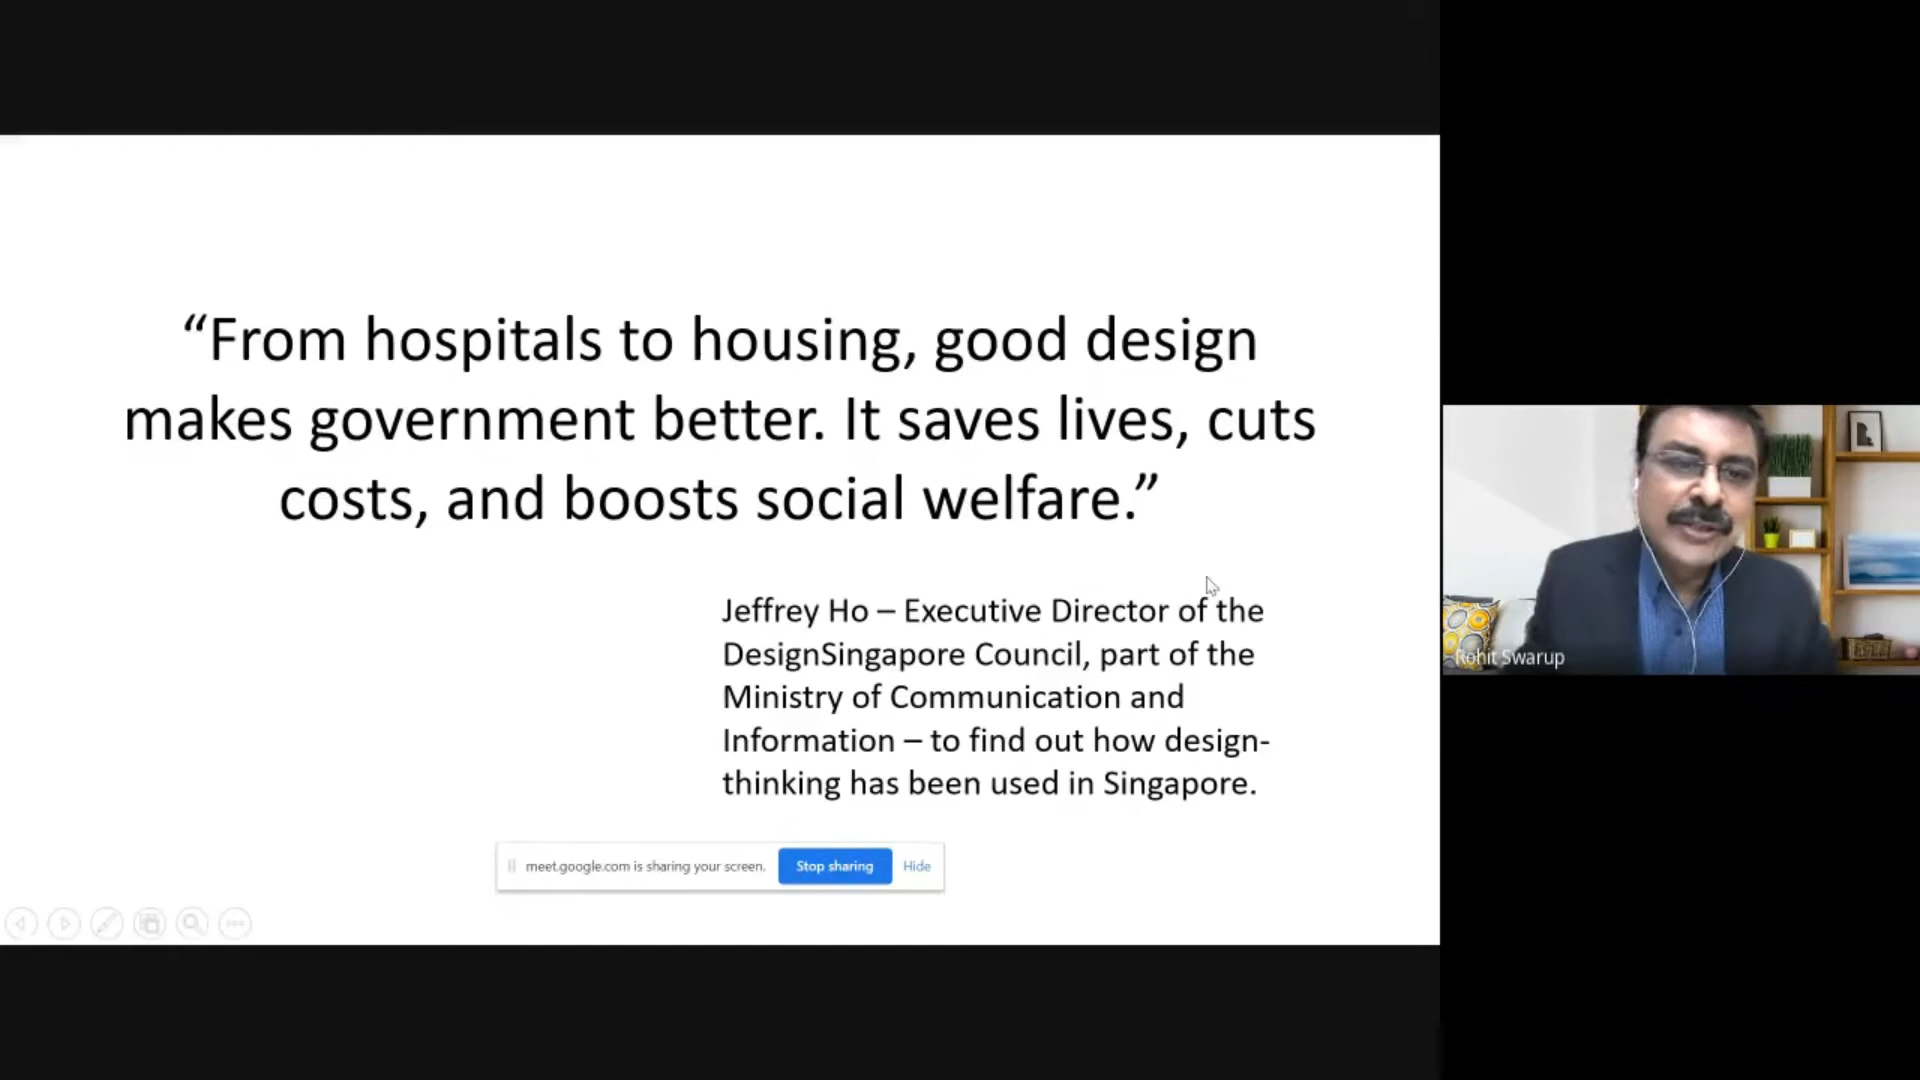 “From hospitals to housing, good design
makes government better. It saves lives, cuts
costs, and boosts social welfare.”
Jeffrey Ho – Executive Director of the
DesignSingapore Council, part of the
Ministry of Communication and
Information – to find out how design-
thinking has been used in Singapore.
meet.google.com is sharing your screen. Stop sharing Hide
Rohit Swarup